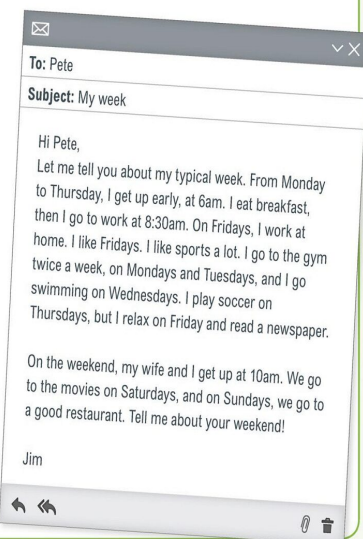 To: Pete
Subject: My week
Hi Pete,
Let me tell you about my typical week. From Monday
to Thursday, I get up early, at 6am. I eat breakfast,
then I go to work at 8:30am. On Fridays, I work at
home. I like Fridays. I like sports a lot. I go to the gym
twice a week, on Mondays and Tuesdays, and I go
swimming on Wednesdays. I play soccer on
Thursdays, but I relax on Friday and read a newspaper.
On the weekend, my wife and I get up at 10am. We go
to the movies on Saturdays, and on Sundays, we go to
a good restaurant. Tell me about your weekend!
Jim